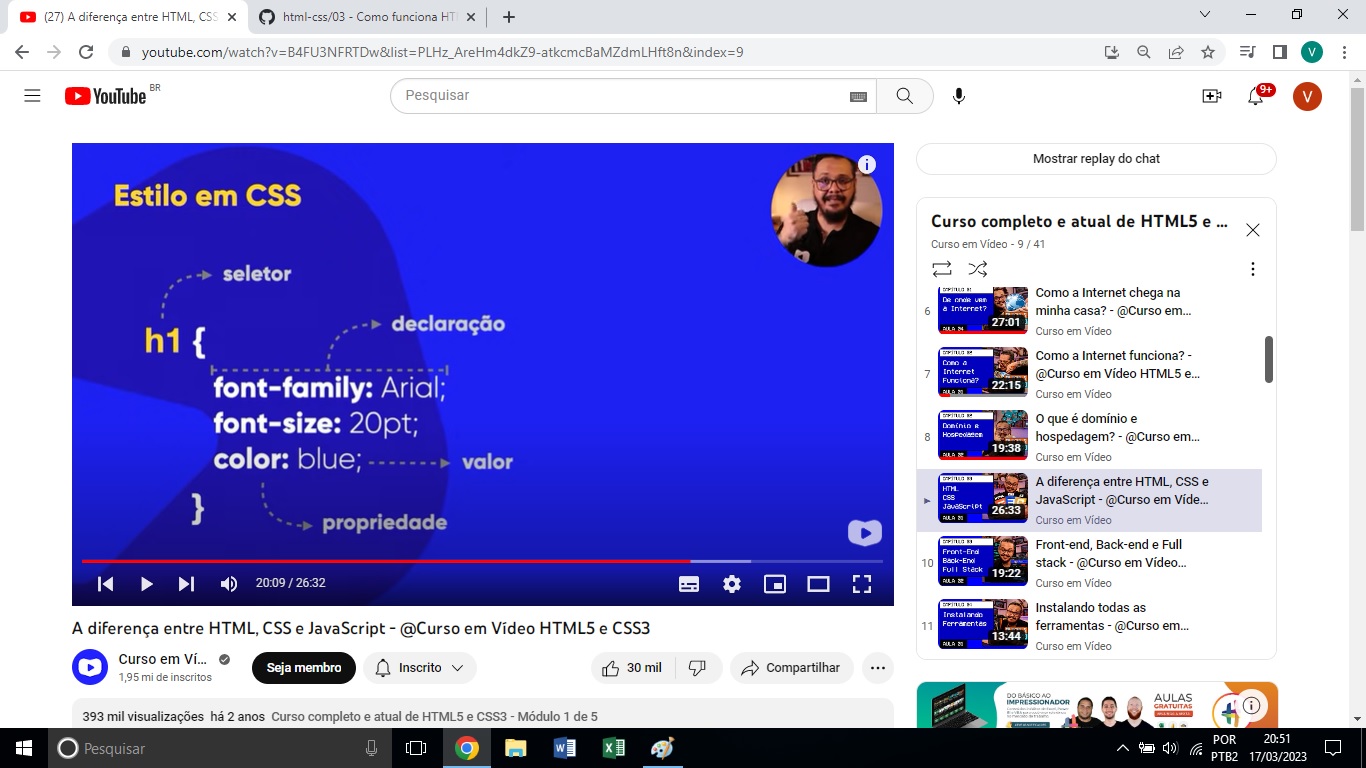 (27) A diferença entre HTML, CSS
html-css/03 - Como funciona HT
youtube.com/watch?v=B4FU3NFRTDw&list=PLHz_AreHm4dkZ9-atkcmcBaMZdmLHft8n&index=9
V
YouTube BR
Pesquisar
9+
V
Estilo em CSS
seletor
declaração
h1 {
font-family: Arial;
font-size: 20pt;
color: blue;
valor
}
propriedade
20:09 / 26:32
A diferença entre HTML, CSS e JavaScript - @Curso em Vídeo HTML5 e CSS3
Curso em Ví...
1,95 mi de inscritos
Seja membro
Inscrito
30 mil
Compartilhar
393 mil visualizações há 2 anos Curso completo e atual de HTML5 e CSS3 - Módulo 1 de 5
Mostrar replay do chat
Curso completo e atual de HTML5 e ...
Curso em Vídeo - 9 / 41
6
De onde vem
a Internet?
27:01
Como a Internet chega na
minha casa? - @Curso em...
Curso em Vídeo
7
Como a
Internet
Funciona?
22:15
Como a Internet funciona? -
@Curso em Vídeo HTML5 e...
Curso em Vídeo
8
Domínio e
Hospedagem
19:38
O que é domínio e
hospedagem? - @Curso em...
Curso em Vídeo
HTML
CSS
JavaScript
26:33
A diferença entre HTML, CSS e
JavaScript - @Curso em Víde...
Curso em Vídeo
10
Front-End
Back-End
Full Stack
19:22
Front-end, Back-end e Full
stack - @Curso em Vídeo...
Curso em Vídeo
11
Instalando
Ferramentas
13:44
Instalando todas as
ferramentas - @Curso em...
Curso em Vídeo
DO BÁSICO AO
IMPRESSIONADOR
AULAS
GRATUITAS
Pesquisar
POR
PTB2
20:51
17/03/2023